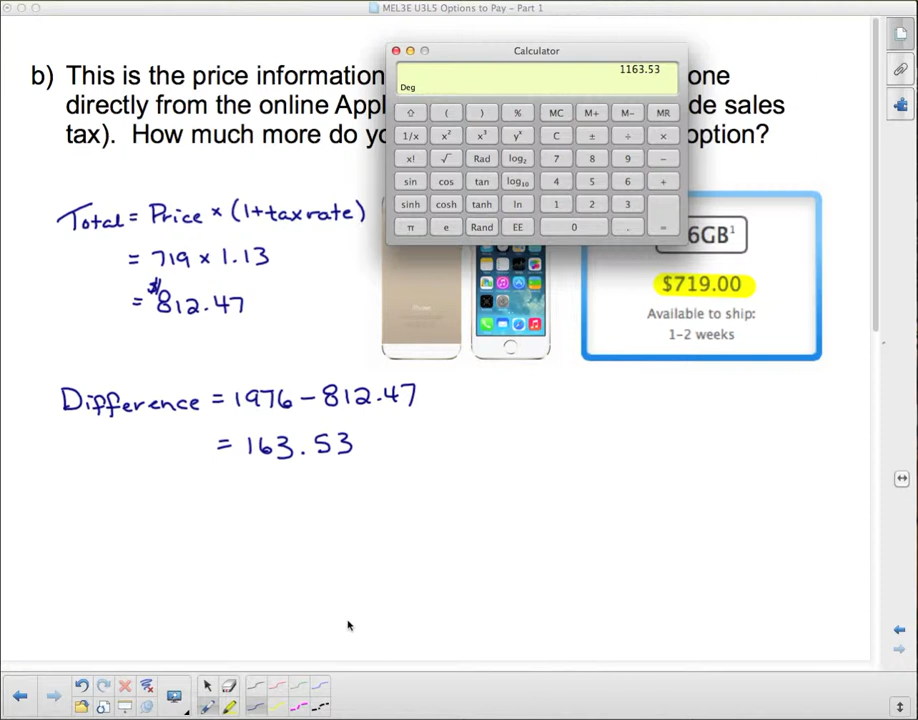 MEL3E U3L5 Options to Pay - Part 1
Calculator
1163.53
Deg
( ) % MC M+ M- MR
1/x x² x³ yˣ C ± ÷ ×
x! √ Rad log₂ 7 8 9 −
sin cos tan log₁₀ 4 5 6 +
sinh cosh tanh ln 1 2 3
π e Rand EE 0 . =
b) This is the price information one
directly from the online Appl de sales
tax). How much more do yo option?
Total = Price × (1+tax rate)
= 719 × 1.13
= $812.47
6GB¹
$719.00
Available to ship:
1–2 weeks
iPhone
Difference = 1976 − 812.47
= 163.53